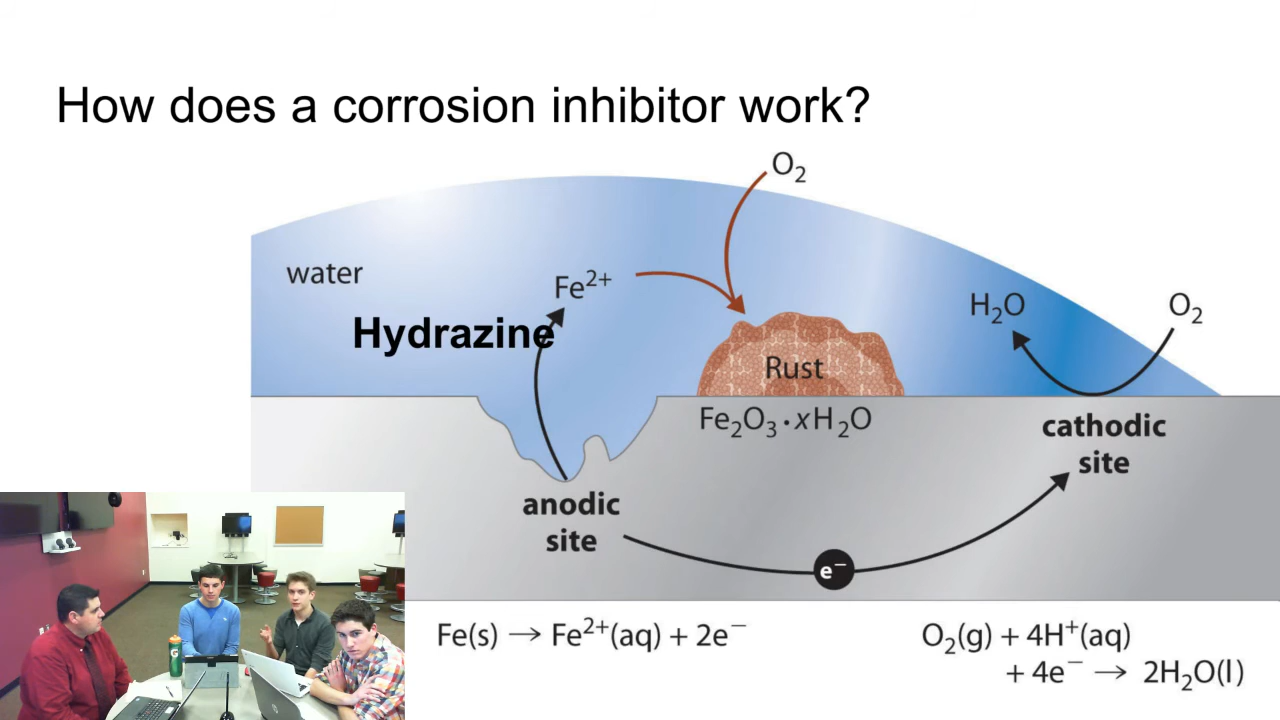 How does a corrosion inhibitor work?
O₂
water
Fe²⁺
H₂O
O₂
Hydrazine
Rust
Fe₂O₃·xH₂O
cathodic
site
anodic
site
e⁻
Fe(s) → Fe²⁺(aq) + 2e⁻
O₂(g) + 4H⁺(aq)
+ 4e⁻ → 2H₂O(l)